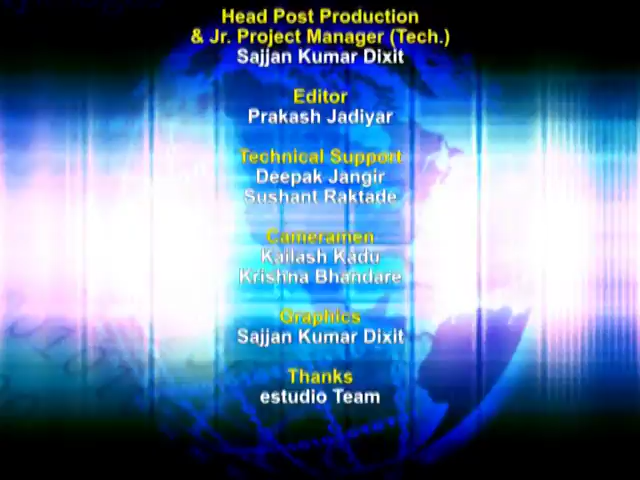 Head Post Production
& Jr. Project Manager (Tech.)
Sajjan Kumar Dixit
Editor
Prakash Jadiyar
Technical Support
Deepak Jangir
Sushant Raktade
Cameramen
Kailash Kadu
Krishna Bhandare
Graphics
Sajjan Kumar Dixit
Thanks
estudio Team